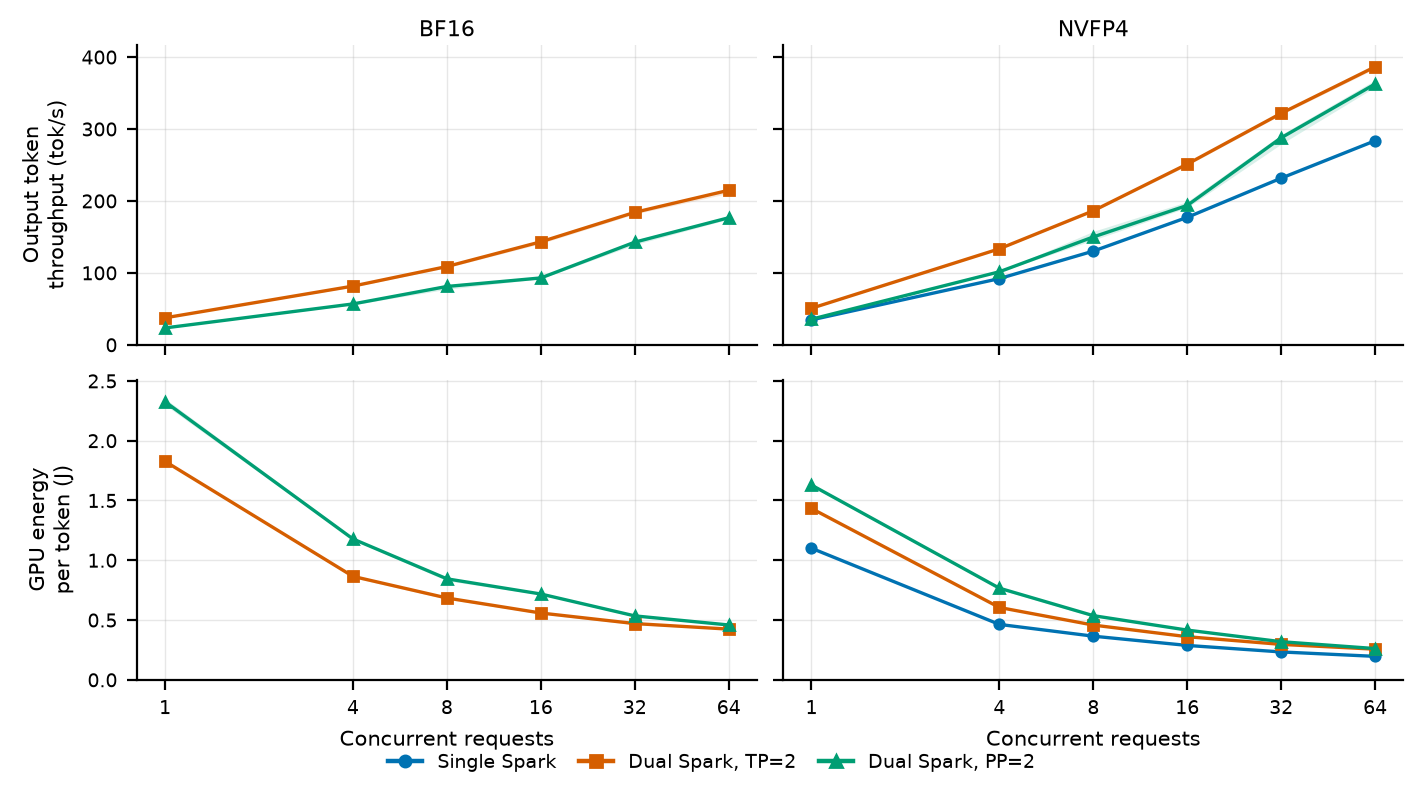 BF16
NVFP4
Output token
throughput (tok/s)
400
300
200
100
0
GPU energy
per token (J)
2.5
2.0
1.5
1.0
0.5
0.0
1 4 8 16 32 64
1 4 8 16 32 64
Concurrent requests
Concurrent requests
Single Spark
Dual Spark, TP=2
Dual Spark, PP=2